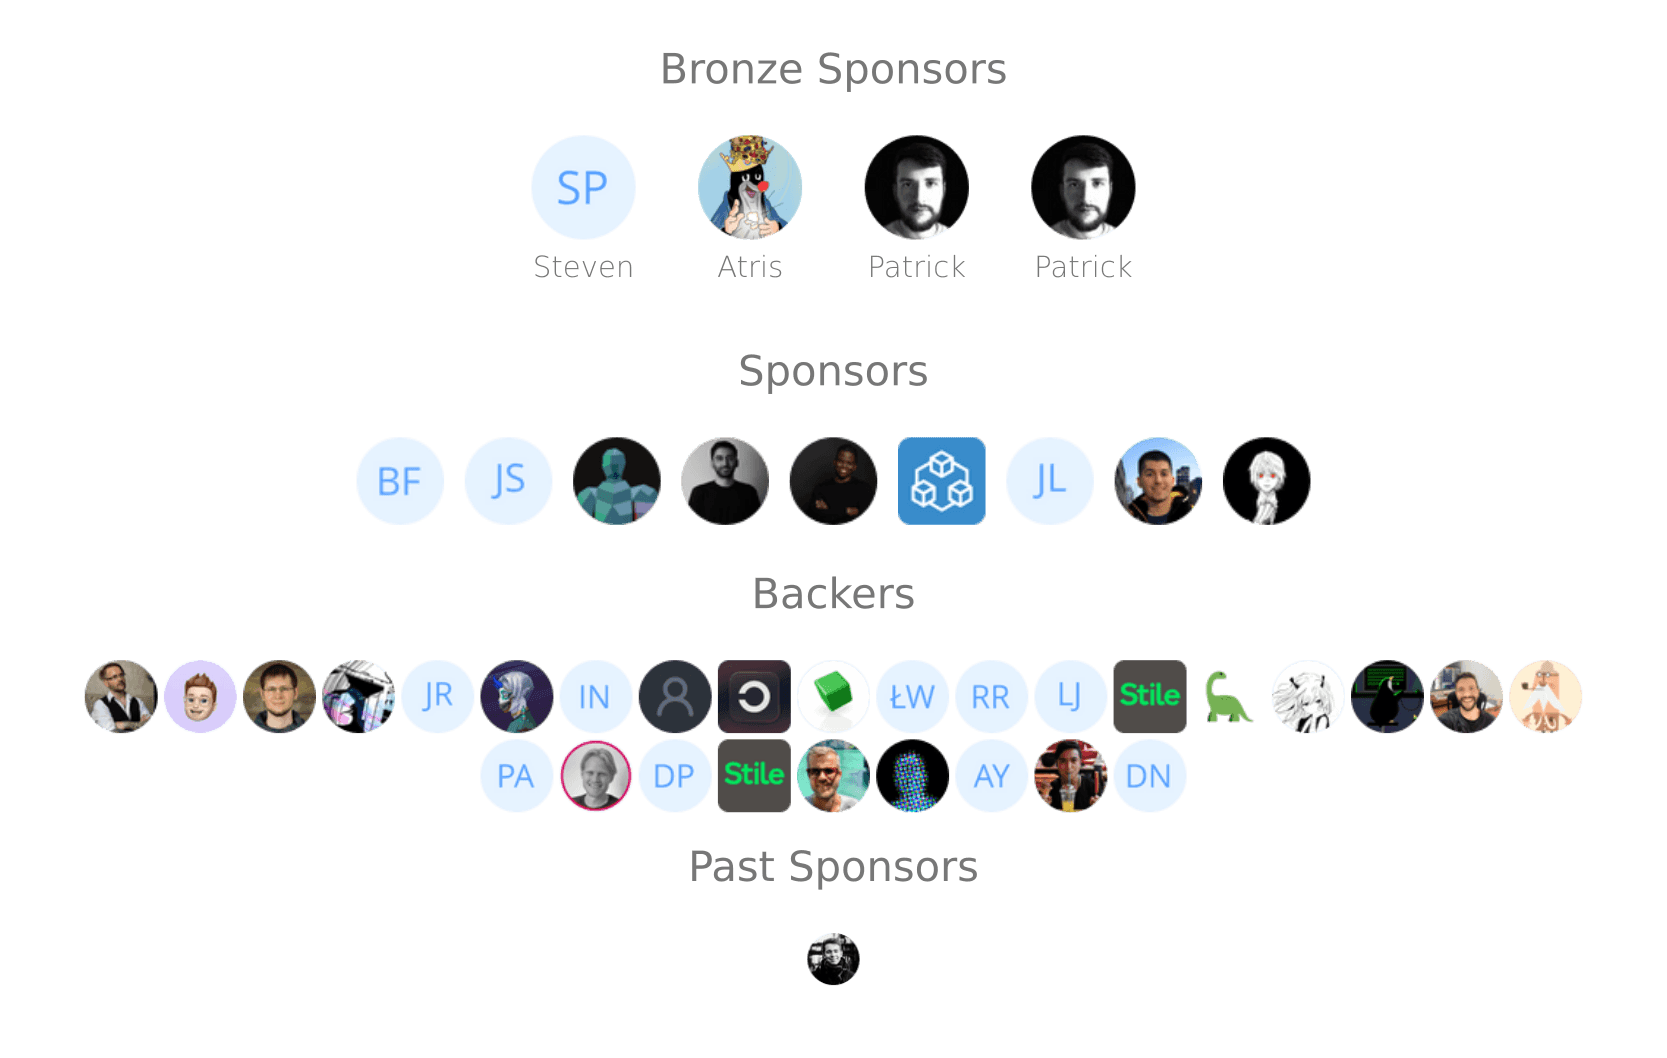 Bronze Sponsors
SP
Steven Atris Patrick Patrick
Sponsors
BF JS JL
Backers
JR IN ŁW RR LJ Stile
PA DP Stile AY DN
Past Sponsors